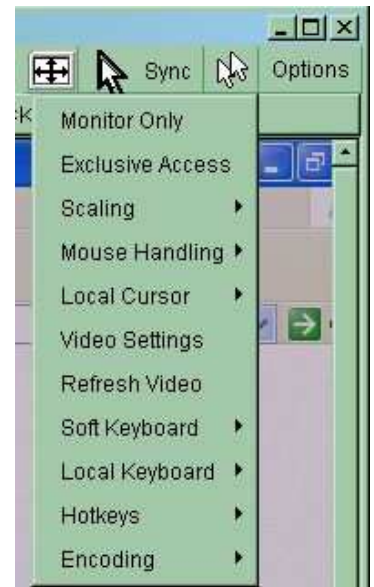 Sync Options
k
Monitor Only
Exclusive Access
Scaling
Mouse Handling
Local Cursor
Video Settings
Refresh Video
Soft Keyboard
Local Keyboard
Hotkeys
Encoding